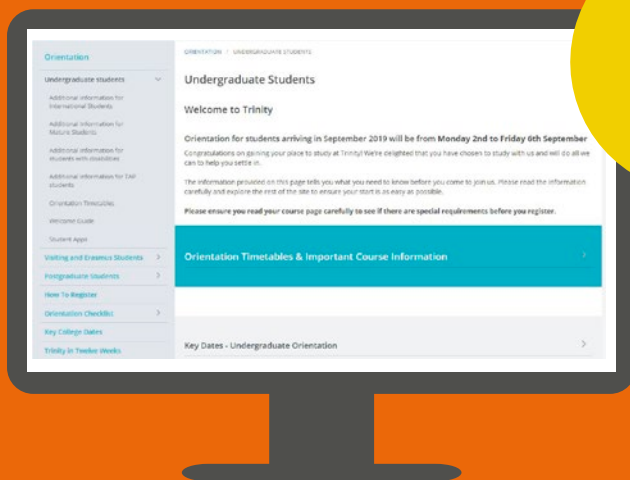 Orientation
Undergraduate students
Additional information for
International Students
Additional information for
Mature Students
Additional information for
students with disabilities
Additional information for TAP
students
Orientation Timetables
Welcome Guide
Student Apps
Visiting and Erasmus Students
Postgraduate Students
How To Register
Orientation Checklist
Key College Dates
Trinity in Twelve Weeks
ORIENTATION / UNDERGRADUATE STUDENTS
Undergraduate Students
Welcome to Trinity
Orientation for students arriving in September 2019 will be from Monday 2nd to Friday 6th September
Congratulations on gaining your place to study at Trinity! We're delighted that you have chosen to study with us and will do all we
can to help you settle in.
The information provided on this page tells you what you need to know before you come to join us. Please read the information
carefully and explore the rest of the site to ensure your start is as easy as possible.
Please ensure you read your course page carefully to see if there are special requirements before you register.
Orientation Timetables & Important Course Information
Key Dates - Undergraduate Orientation